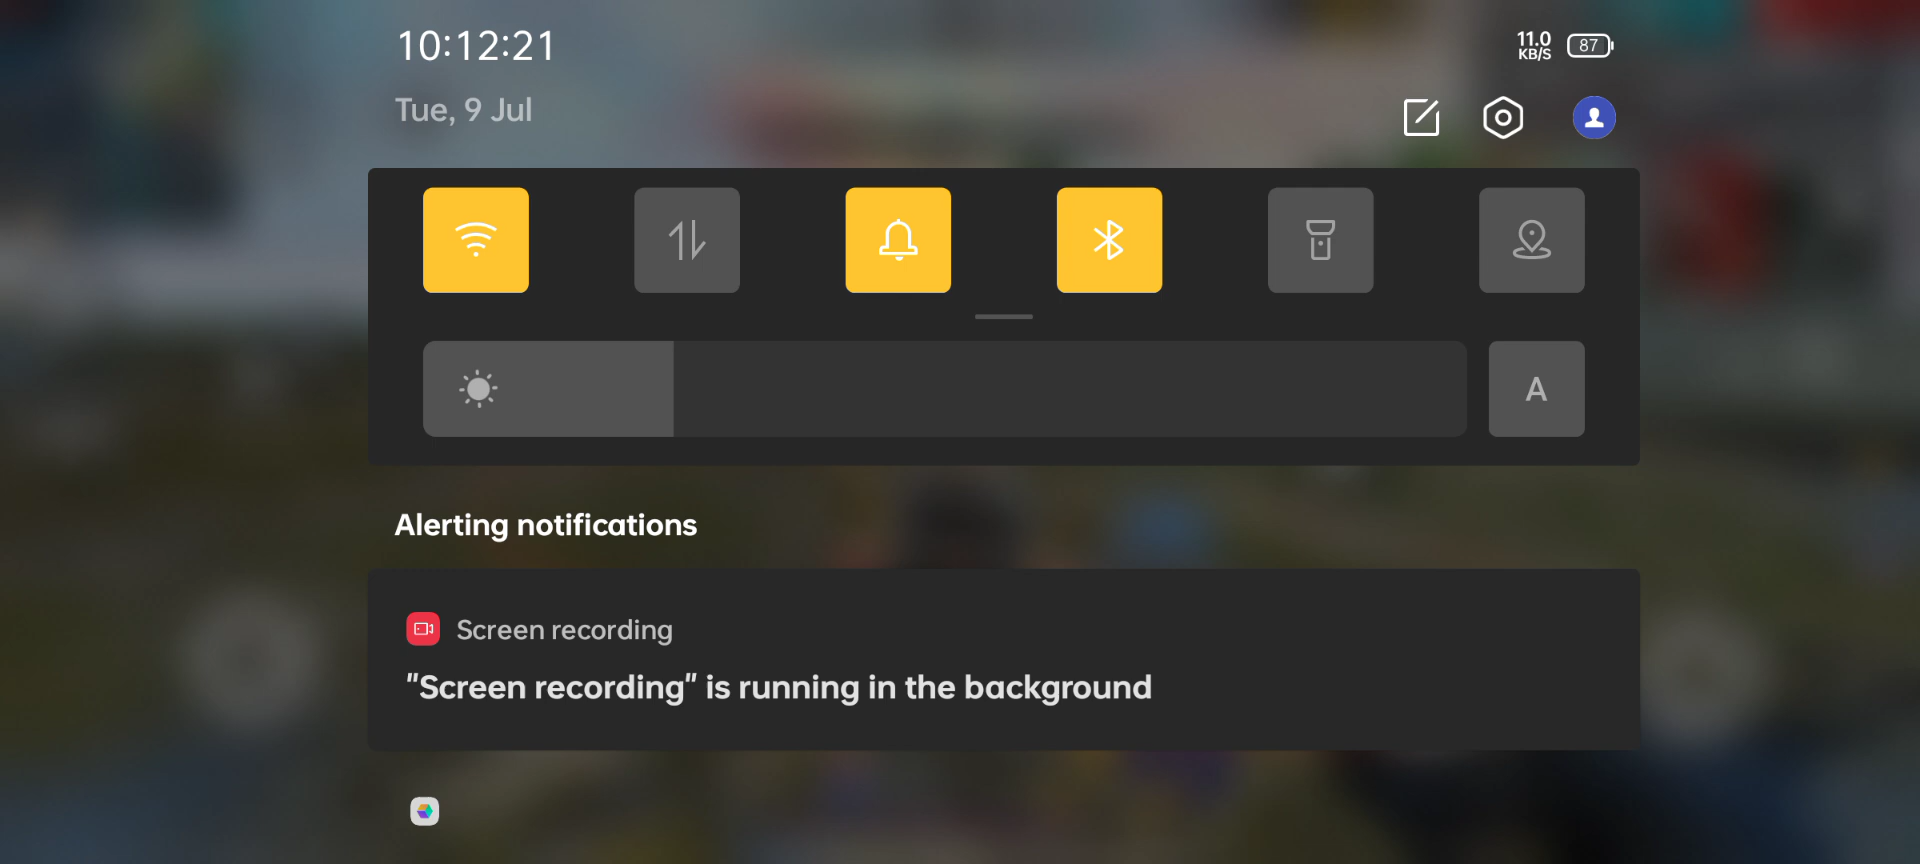 10:12:21
11.0
KB/S
87
Tue, 9 Jul
A
Alerting notifications
Screen recording
"Screen recording" is running in the background